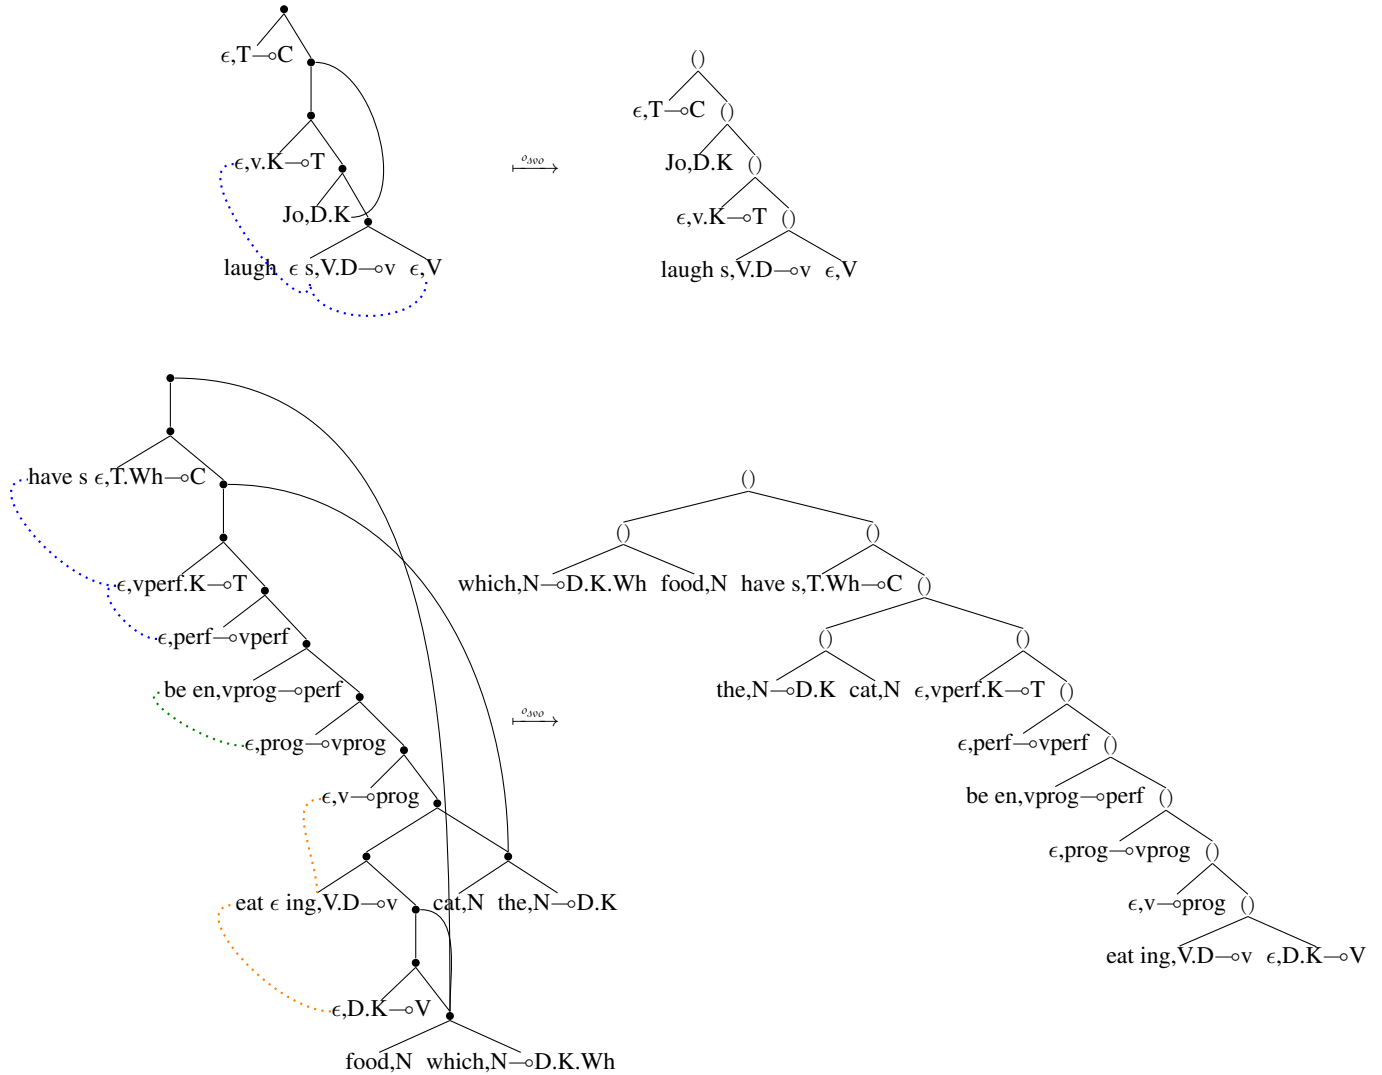 ϵ,T⊸C
()
ϵ,T⊸C ()
ϵ,v.K⊸T
o_svo
Jo,D.K ()
Jo,D.K
ϵ,v.K⊸T ()
laugh ϵ s,V.D⊸v ϵ,V
laugh s,V.D⊸v ϵ,V
have s ϵ,T.Wh⊸C
()
() ()
ϵ,vperf.K⊸T
which,N⊸D.K.Wh food,N have s,T.Wh⊸C ()
ϵ,perf⊸vperf
() ()
be en,vprog⊸perf
the,N⊸D.K cat,N ϵ,vperf.K⊸T ()
o_svo
ϵ,prog⊸vprog
ϵ,perf⊸vperf ()
ϵ,v⊸prog
be en,vprog⊸perf ()
ϵ,prog⊸vprog ()
eat ϵ ing,V.D⊸v cat,N the,N⊸D.K
ϵ,v⊸prog ()
eat ing,V.D⊸v ϵ,D.K⊸V
ϵ,D.K⊸V
food,N which,N⊸D.K.Wh